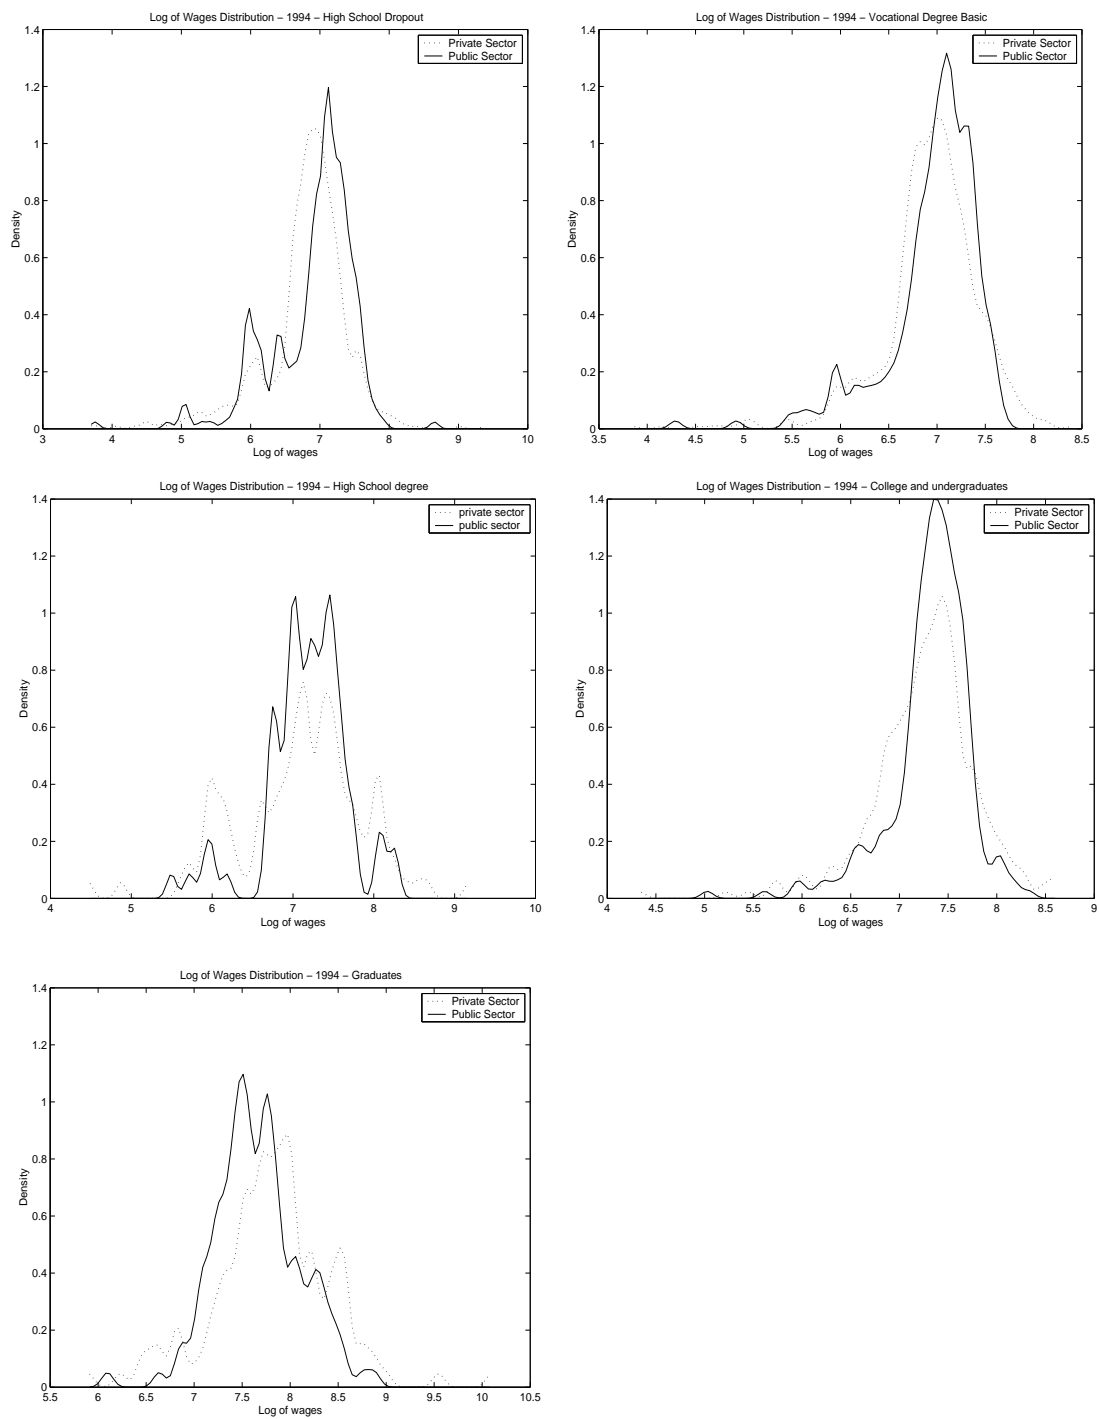 Log of Wages Distribution – 1994 – High School Dropout
Private Sector
Public Sector
1.4
1.2
1
0.8
0.6
0.4
0.2
0
Density
3 4 5 6 7 8 9 10
Log of wages
Log of Wages Distribution – 1994 – Vocational Degree Basic
Private Sector
Public Sector
1.4
1.2
1
0.8
0.6
0.4
0.2
0
Density
3.5 4 4.5 5 5.5 6 6.5 7 7.5 8 8.5
Log of wages
Log of Wages Distribution – 1994 – High School degree
private sector
public sector
1.4
1.2
1
0.8
0.6
0.4
0.2
0
Density
4 5 6 7 8 9 10
Log of wages
Log of Wages Distribution – 1994 – College and undergraduates
Private Sector
Public Sector
1.4
1.2
1
0.8
0.6
0.4
0.2
0
Density
4 4.5 5 5.5 6 6.5 7 7.5 8 8.5 9
Log of wages
Log of Wages Distribution – 1994 – Graduates
Private Sector
Public Sector
1.4
1.2
1
0.8
0.6
0.4
0.2
0
Density
5.5 6 6.5 7 7.5 8 8.5 9 9.5 10 10.5
Log of wages